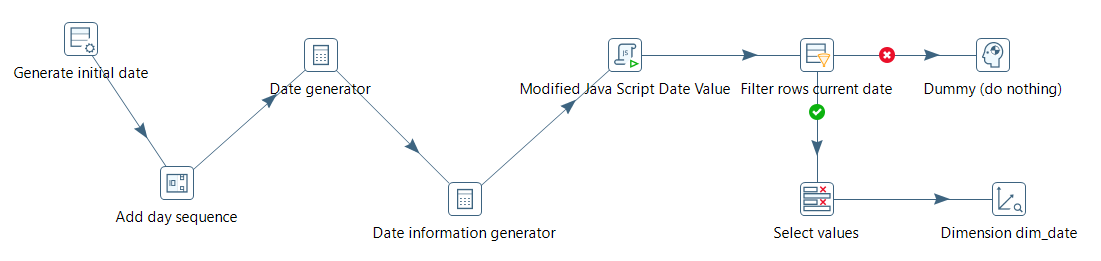 Generate initial date
Date generator
Modified Java Script Date Value
Filter rows current date
Dummy (do nothing)
Add day sequence
Date information generator
Select values
Dimension dim_date